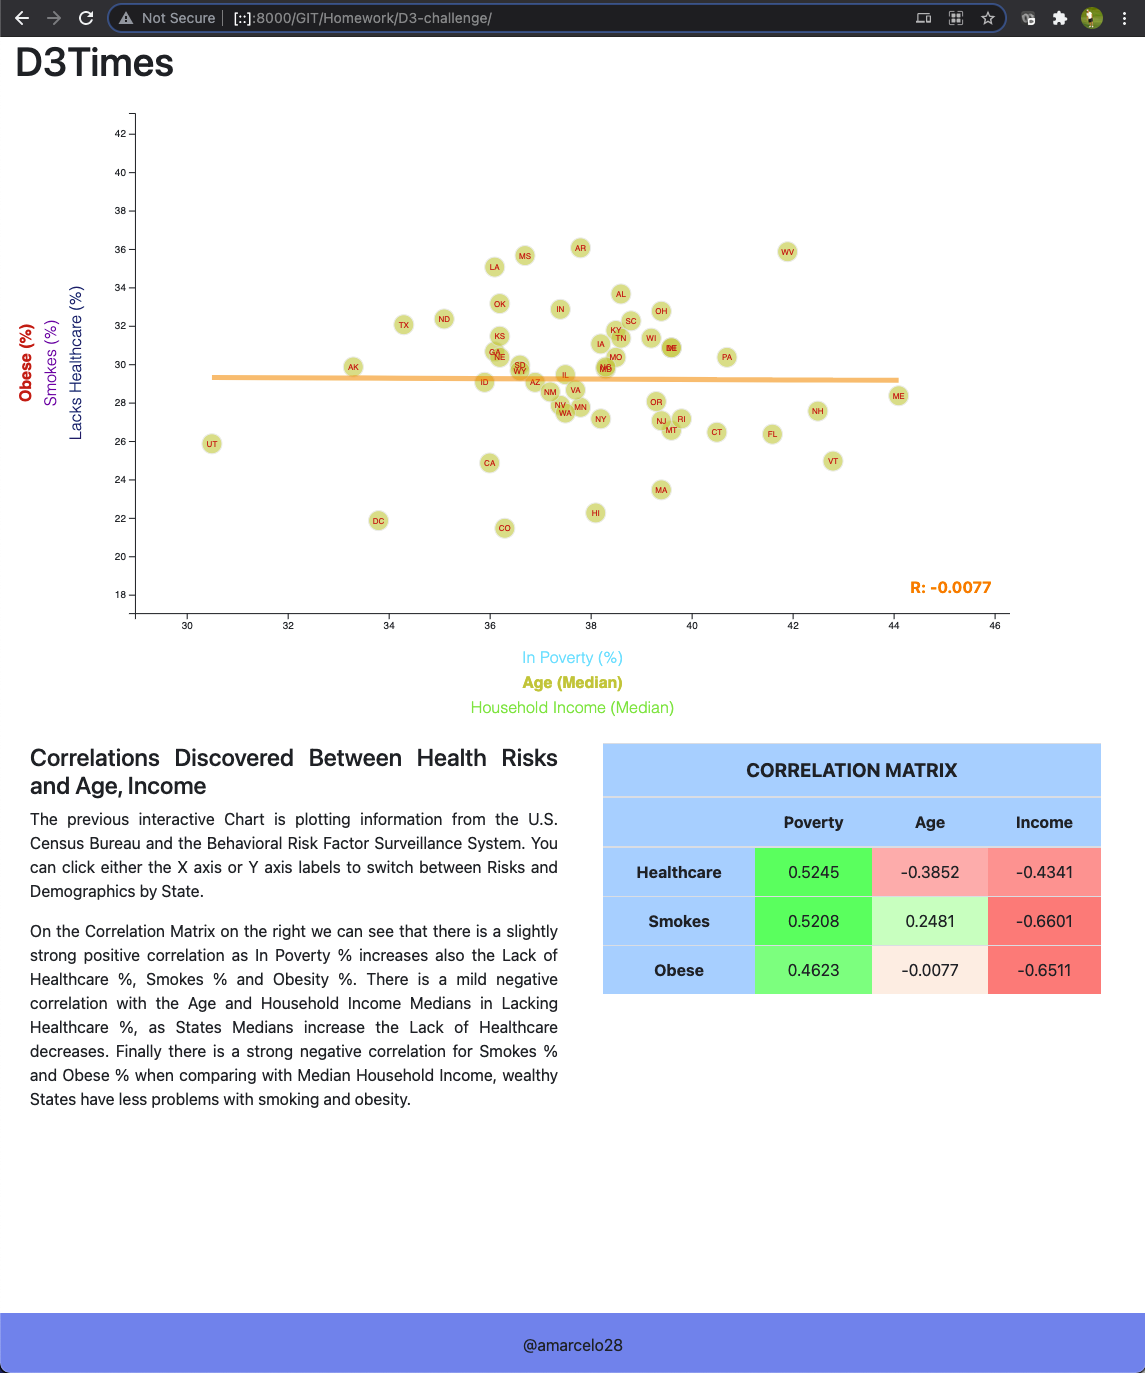 Not Secure
[::]:8000/GIT/Homework/D3-challenge/
D3Times
Obese (%)
Smokes (%)
Lacks Healthcare (%)
42
40
38
36
34
32
30
28
26
24
22
20
18
AR
WV
MS
LA
AL
OK
IN
OH
ND
SC
TX
KY
KS
TN
WI
IA
DE
GA
NE
MO
PA
AK
SD
WY
MD
IL
ID
AZ
NM
VA
ME
OR
NV
MN
WA
NH
NY
NJ
RI
MT
CT
FL
UT
CA
VT
MA
HI
DC
CO
R: -0.0077
30
32
34
36
38
40
42
44
46
In Poverty (%)
Age (Median)
Household Income (Median)
Correlations Discovered Between Health Risks
and Age, Income
The previous interactive Chart is plotting information from the U.S.
Census Bureau and the Behavioral Risk Factor Surveillance System. You
can click either the X axis or Y axis labels to switch between Risks and
Demographics by State.
On the Correlation Matrix on the right we can see that there is a slightly
strong positive correlation as In Poverty % increases also the Lack of
Healthcare %, Smokes % and Obesity %. There is a mild negative
correlation with the Age and Household Income Medians in Lacking
Healthcare %, as States Medians increase the Lack of Healthcare
decreases. Finally there is a strong negative correlation for Smokes %
and Obese % when comparing with Median Household Income, wealthy
States have less problems with smoking and obesity.
CORRELATION MATRIX
Poverty Age Income
Healthcare 0.5245 -0.3852 -0.4341
Smokes 0.5208 0.2481 -0.6601
Obese 0.4623 -0.0077 -0.6511
@amarcelo28